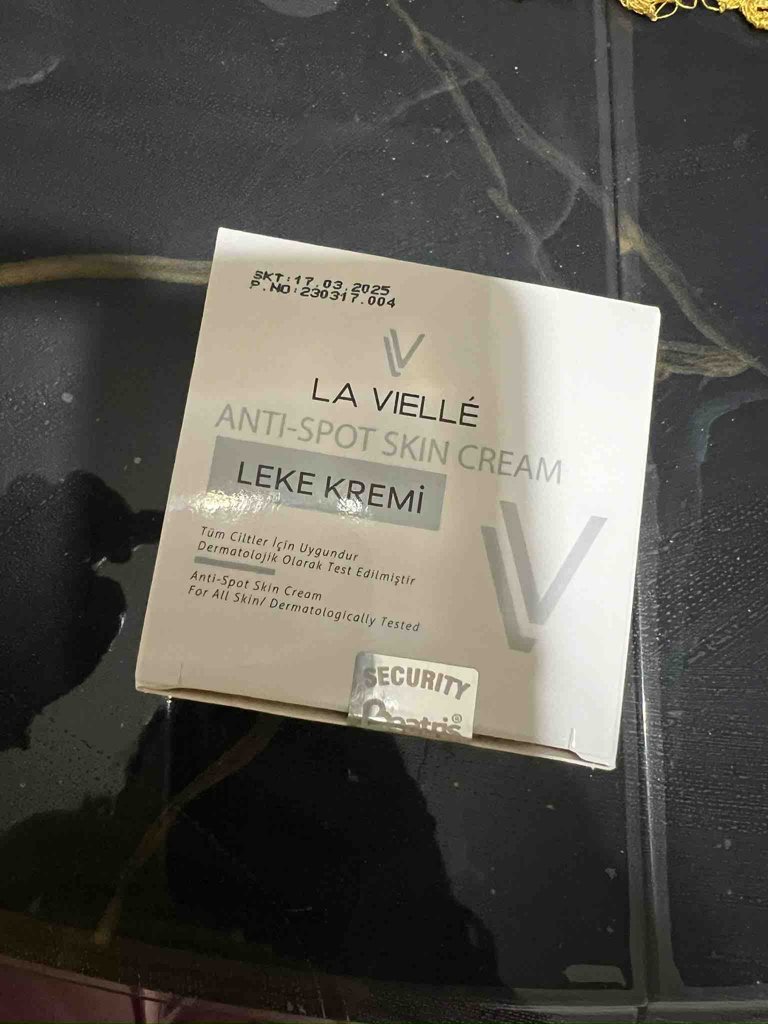 SKT:17.03.2025
P.NO:230317.004
LA VIELLÉ
ANTI-SPOT SKIN CREAM
LEKE KREMİ
Tüm Ciltler İçin Uygundur
Dermatolojik Olarak Test Edilmiştir
Anti-Spot Skin Cream
For All Skin/ Dermatologically Tested
SECURITY
Beatris®